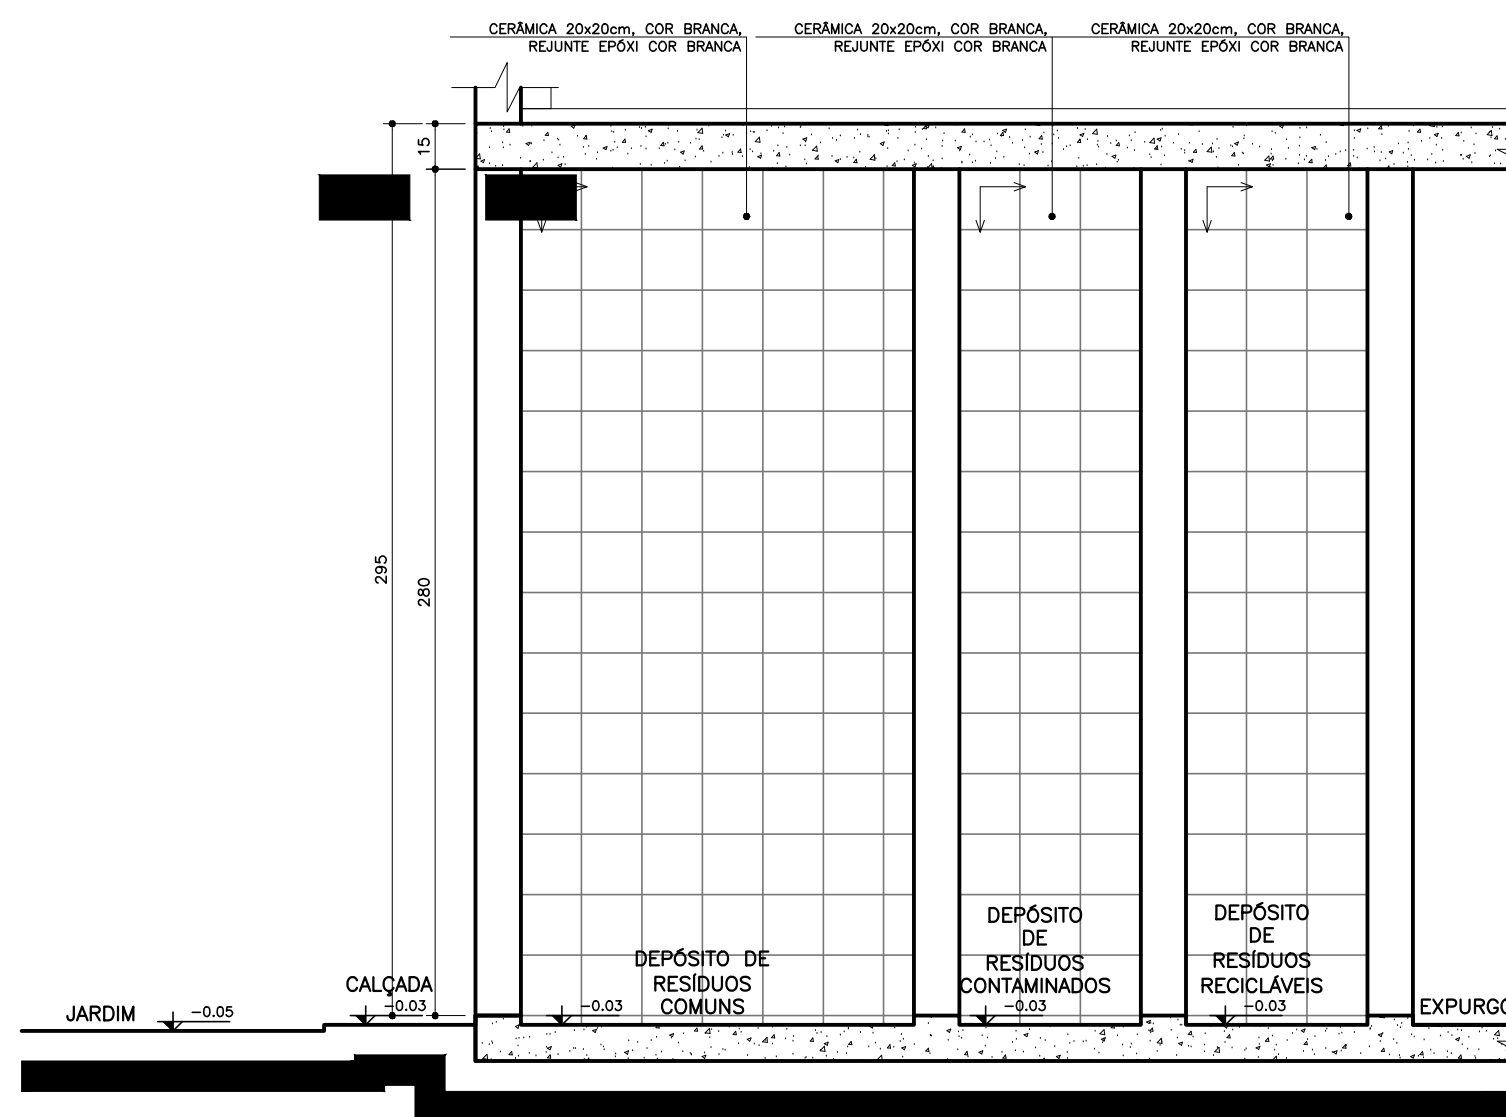 CERÂMICA 20x20cm, COR BRANCA,
REJUNTE EPÓXI COR BRANCA
CERÂMICA 20x20cm, COR BRANCA,
REJUNTE EPÓXI COR BRANCA
CERÂMICA 20x20cm, COR BRANCA,
REJUNTE EPÓXI COR BRANCA
15
295
280
JARDIM
-0.05
CALÇADA
-0.03
DEPÓSITO DE
RESÍDUOS
COMUNS
-0.03
DEPÓSITO
DE
RESÍDUOS
CONTAMINADOS
-0.03
DEPÓSITO
DE
RESÍDUOS
RECICLÁVEIS
-0.03
EXPURGO